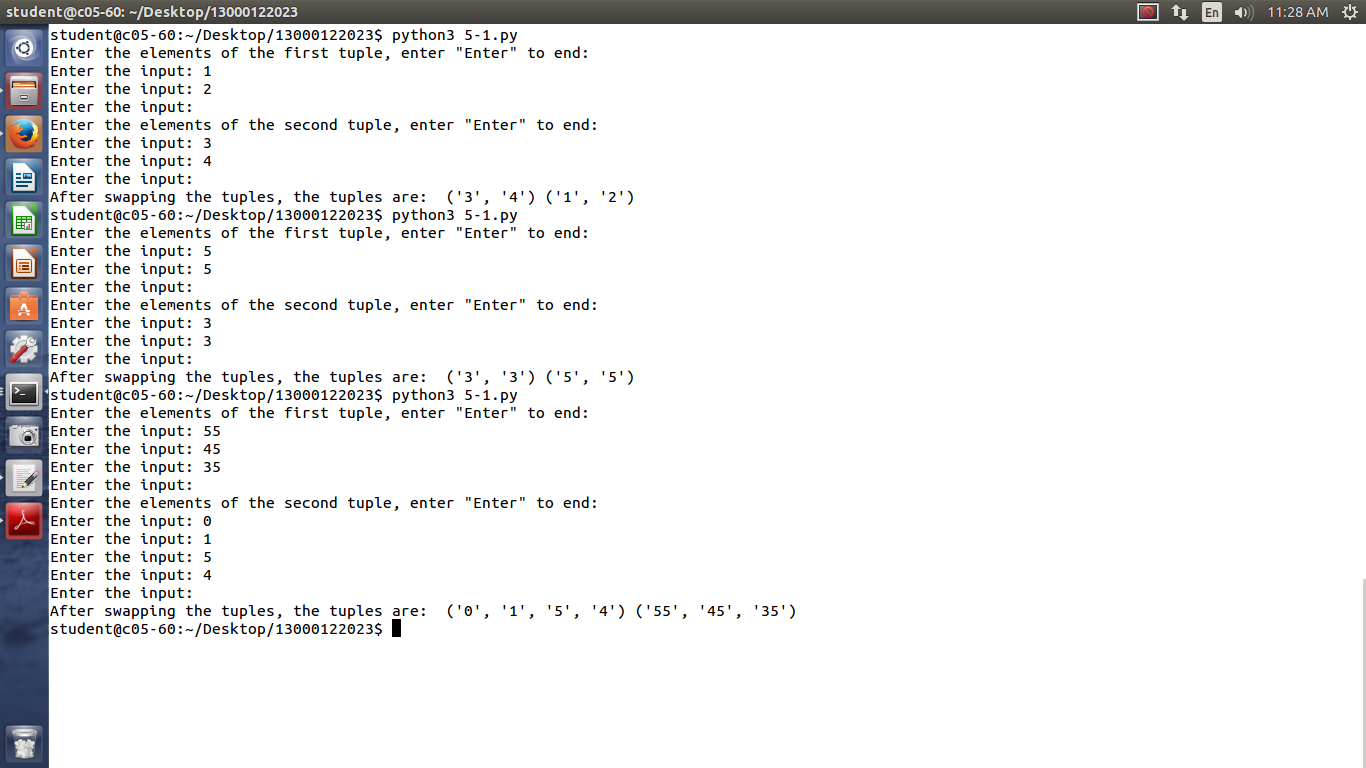 student@c05-60: ~/Desktop/13000122023 En 11:28 AM
student@c05-60:~/Desktop/13000122023$ python3 5-1.py
Enter the elements of the first tuple, enter "Enter" to end:
Enter the input: 1
Enter the input: 2
Enter the input:
Enter the elements of the second tuple, enter "Enter" to end:
Enter the input: 3
Enter the input: 4
Enter the input:
After swapping the tuples, the tuples are:  ('3', '4') ('1', '2')
student@c05-60:~/Desktop/13000122023$ python3 5-1.py
Enter the elements of the first tuple, enter "Enter" to end:
Enter the input: 5
Enter the input: 5
Enter the input:
Enter the elements of the second tuple, enter "Enter" to end:
Enter the input: 3
Enter the input: 3
Enter the input:
After swapping the tuples, the tuples are:  ('3', '3') ('5', '5')
student@c05-60:~/Desktop/13000122023$ python3 5-1.py
Enter the elements of the first tuple, enter "Enter" to end:
Enter the input: 55
Enter the input: 45
Enter the input: 35
Enter the input:
Enter the elements of the second tuple, enter "Enter" to end:
Enter the input: 0
Enter the input: 1
Enter the input: 5
Enter the input: 4
Enter the input:
After swapping the tuples, the tuples are:  ('0', '1', '5', '4') ('55', '45', '35')
student@c05-60:~/Desktop/13000122023$